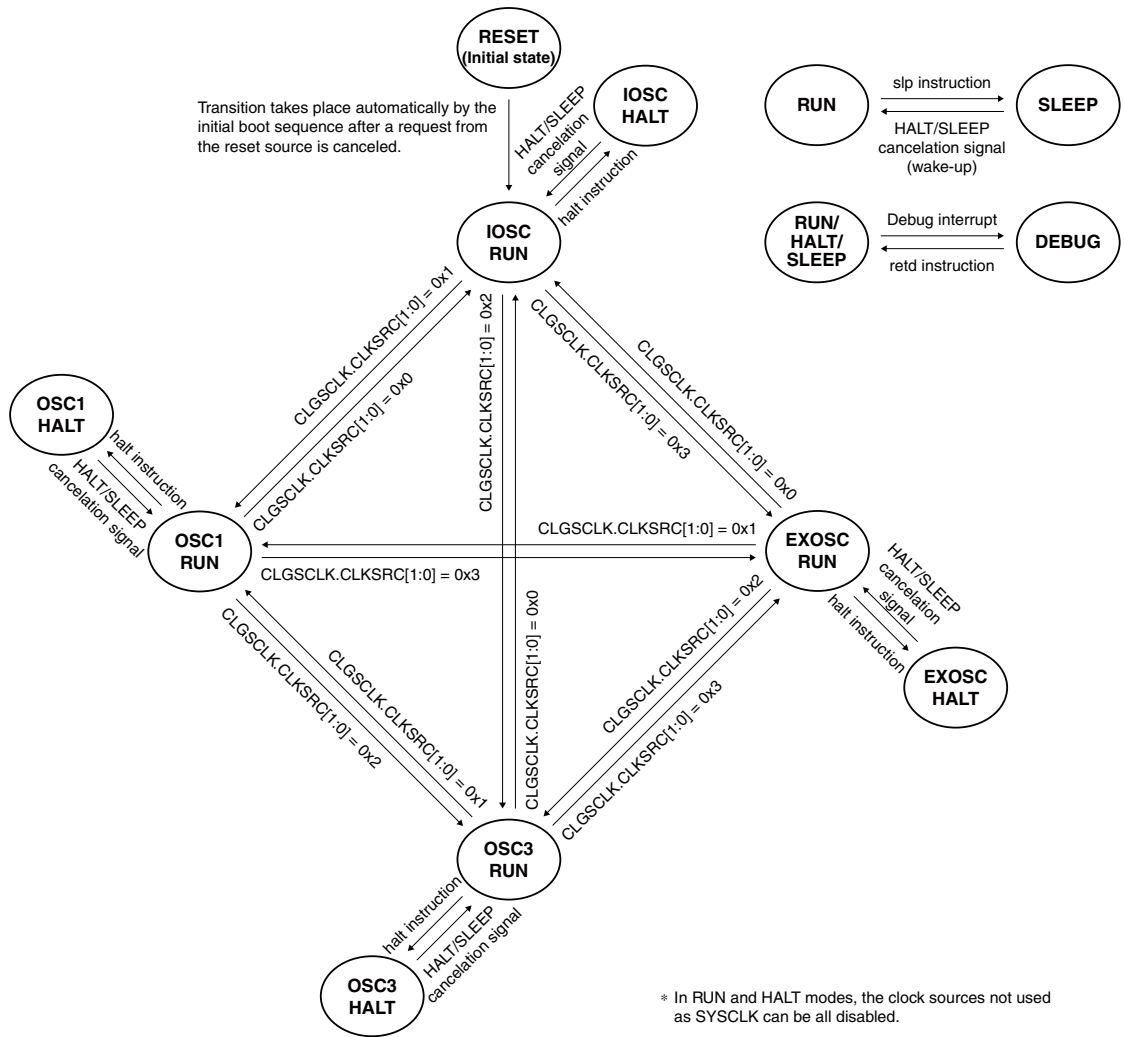 RESET
(Initial state)
Transition takes place automatically by the
initial boot sequence after a request from
the reset source is canceled.
HALT/SLEEP
cancelation
signal
halt instruction
IOSC
HALT
IOSC
RUN
RUN
slp instruction
HALT/SLEEP
cancelation signal
(wake-up)
SLEEP
RUN/
HALT/
SLEEP
Debug interrupt
retd instruction
DEBUG
CLGSCLK.CLKSRC[1:0] = 0x1
CLGSCLK.CLKSRC[1:0] = 0x0
CLGSCLK.CLKSRC[1:0] = 0x2
CLGSCLK.CLKSRC[1:0] = 0x0
CLGSCLK.CLKSRC[1:0] = 0x3
CLGSCLK.CLKSRC[1:0] = 0x0
OSC1
HALT
halt instruction
HALT/SLEEP
cancelation signal
OSC1
RUN
CLGSCLK.CLKSRC[1:0] = 0x1
CLGSCLK.CLKSRC[1:0] = 0x3
EXOSC
RUN
HALT/SLEEP
cancelation
signal
halt instruction
EXOSC
HALT
CLGSCLK.CLKSRC[1:0] = 0x1
CLGSCLK.CLKSRC[1:0] = 0x2
CLGSCLK.CLKSRC[1:0] = 0x2
CLGSCLK.CLKSRC[1:0] = 0x3
OSC3
RUN
halt instruction
HALT/SLEEP
cancelation signal
OSC3
HALT
* In RUN and HALT modes, the clock sources not used
as SYSCLK can be all disabled.